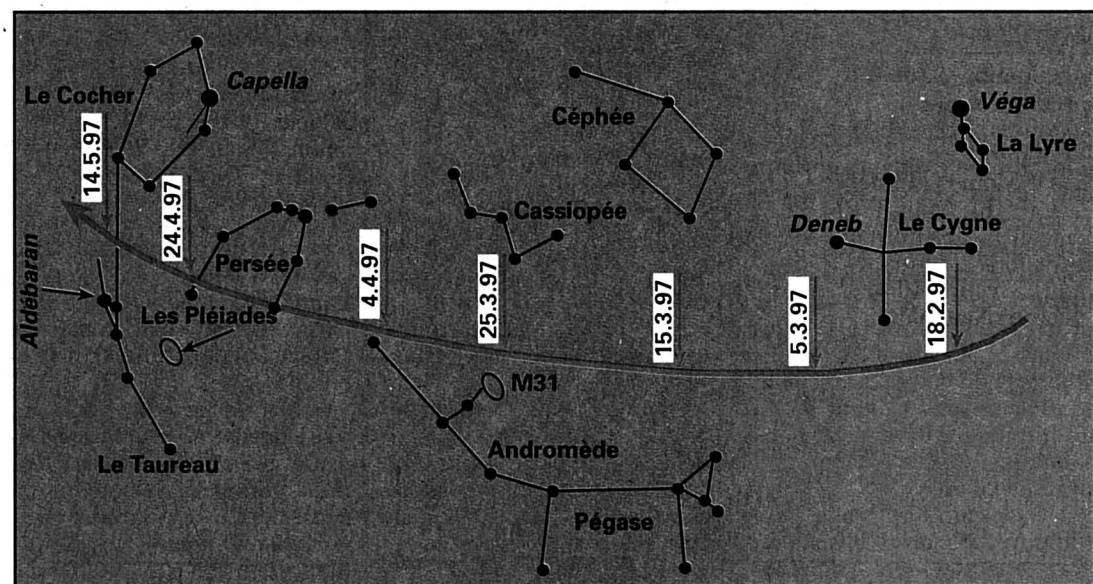 Capella
Le Cocher
14.5.97
24.4.97
Persée
Aldébaran
Les Pléiades
Le Taureau
4.4.97
Cassiopée
25.3.97
M31
Andromède
Pégase
Céphée
15.3.97
Véga
La Lyre
Deneb
Le Cygne
5.3.97
18.2.97